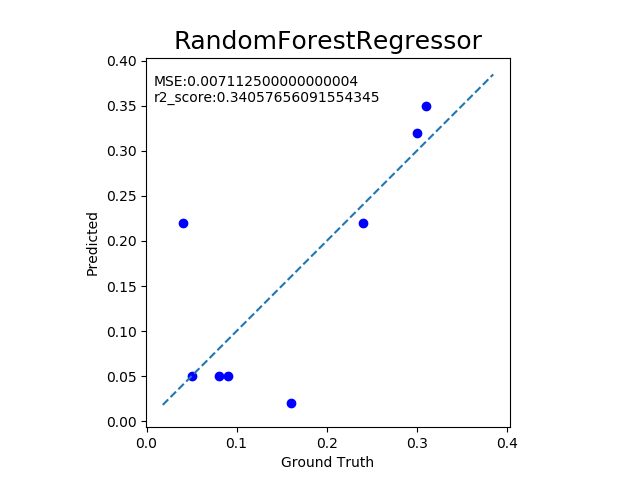 RandomForestRegressor
MSE:0.007112500000000004
r2_score:0.34057656091554345
0.40
0.35
0.30
0.25
0.20
0.15
0.10
0.05
0.00
Predicted
0.0 0.1 0.2 0.3 0.4
Ground Truth